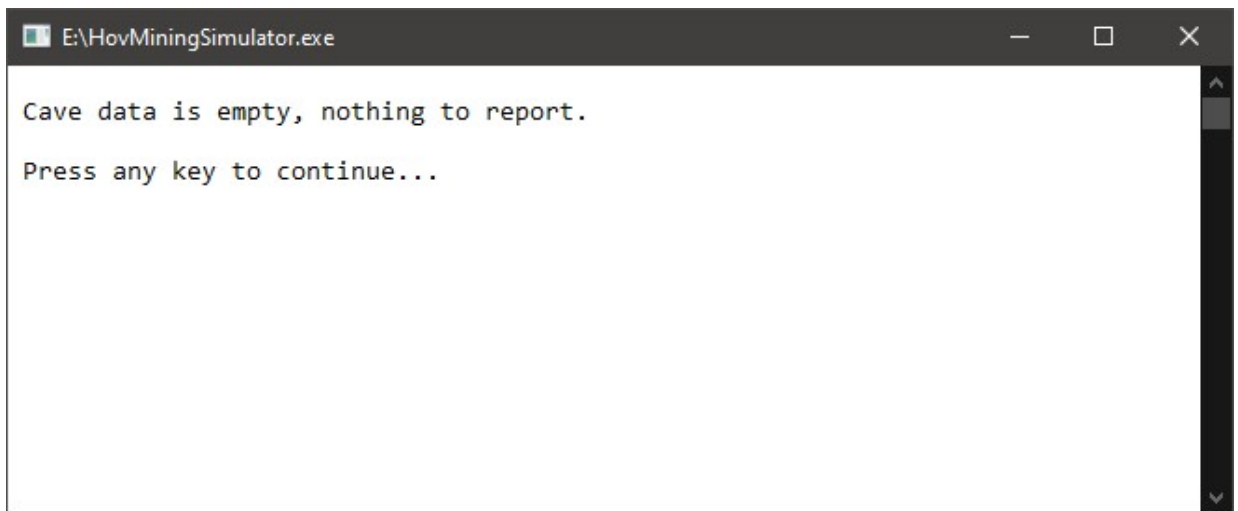 E:\HovMiningSimulator.exe
Cave data is empty, nothing to report.
Press any key to continue...